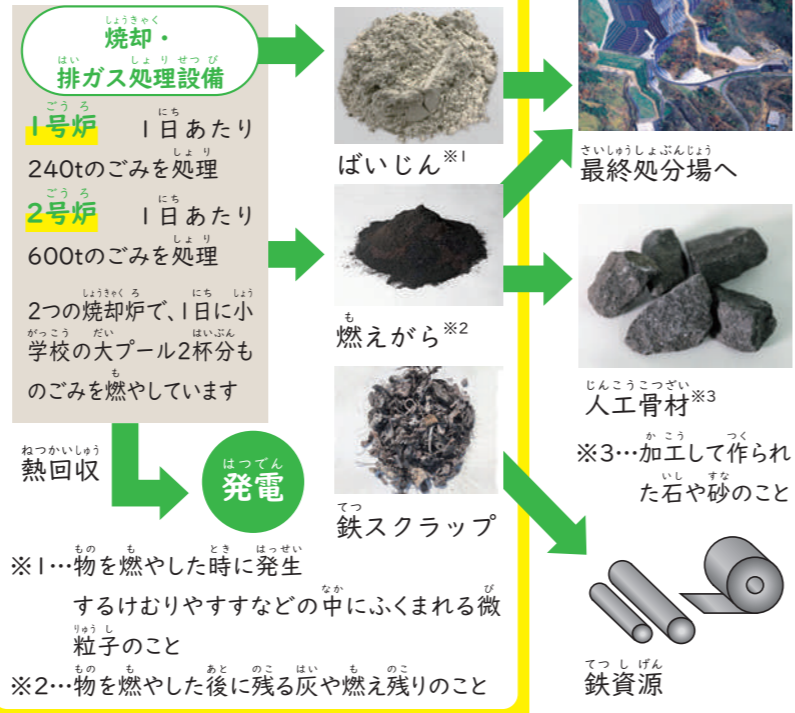 焼却・
排ガス処理設備
1号炉 1日あたり
240tのごみを処理
2号炉 1日あたり
600tのごみを処理
2つの焼却炉で、1日に小
学校の大プール2杯分も
のごみを燃やしています
熱回収
発電
ばいじん※1
燃えがら※2
鉄スクラップ
最終処分場へ
人工骨材※3
※3…加工して作られ
た石や砂のこと
鉄資源
※1…物を燃やした時に発生
するけむりやすすなどの中にふくまれる微
粒子のこと
※2…物を燃やした後に残る灰や燃え残りのこと